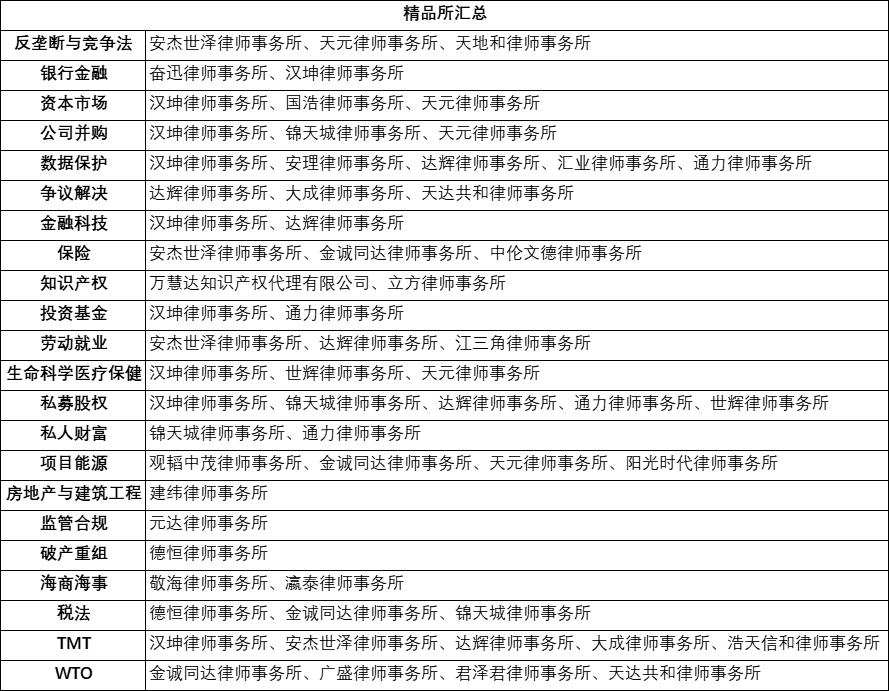 精品所汇总
反垄断与竞争法 安杰世泽律师事务所、天元律师事务所、天地和律师事务所
银行金融 奋迅律师事务所、汉坤律师事务所
资本市场 汉坤律师事务所、国浩律师事务所、天元律师事务所
公司并购 汉坤律师事务所、锦天城律师事务所、天元律师事务所
数据保护 汉坤律师事务所、安理律师事务所、达辉律师事务所、汇业律师事务所、通力律师事务所
争议解决 达辉律师事务所、大成律师事务所、天达共和律师事务所
金融科技 汉坤律师事务所、达辉律师事务所
保险 安杰世泽律师事务所、金诚同达律师事务所、中伦文德律师事务所
知识产权 万慧达知识产权代理有限公司、立方律师事务所
投资基金 汉坤律师事务所、通力律师事务所
劳动就业 安杰世泽律师事务所、达辉律师事务所、江三角律师事务所
生命科学医疗保健 汉坤律师事务所、世辉律师事务所、天元律师事务所
私募股权 汉坤律师事务所、锦天城律师事务所、达辉律师事务所、通力律师事务所、世辉律师事务所
私人财富 锦天城律师事务所、通力律师事务所
项目能源 观韬中茂律师事务所、金诚同达律师事务所、天元律师事务所、阳光时代律师事务所
房地产与建筑工程 建纬律师事务所
监管合规 元达律师事务所
破产重组 德恒律师事务所
海商海事 敬海律师事务所、瀛泰律师事务所
税法 德恒律师事务所、金诚同达律师事务所、锦天城律师事务所
TMT 汉坤律师事务所、安杰世泽律师事务所、达辉律师事务所、大成律师事务所、浩天信和律师事务所
WTO 金诚同达律师事务所、广盛律师事务所、君泽君律师事务所、天达共和律师事务所